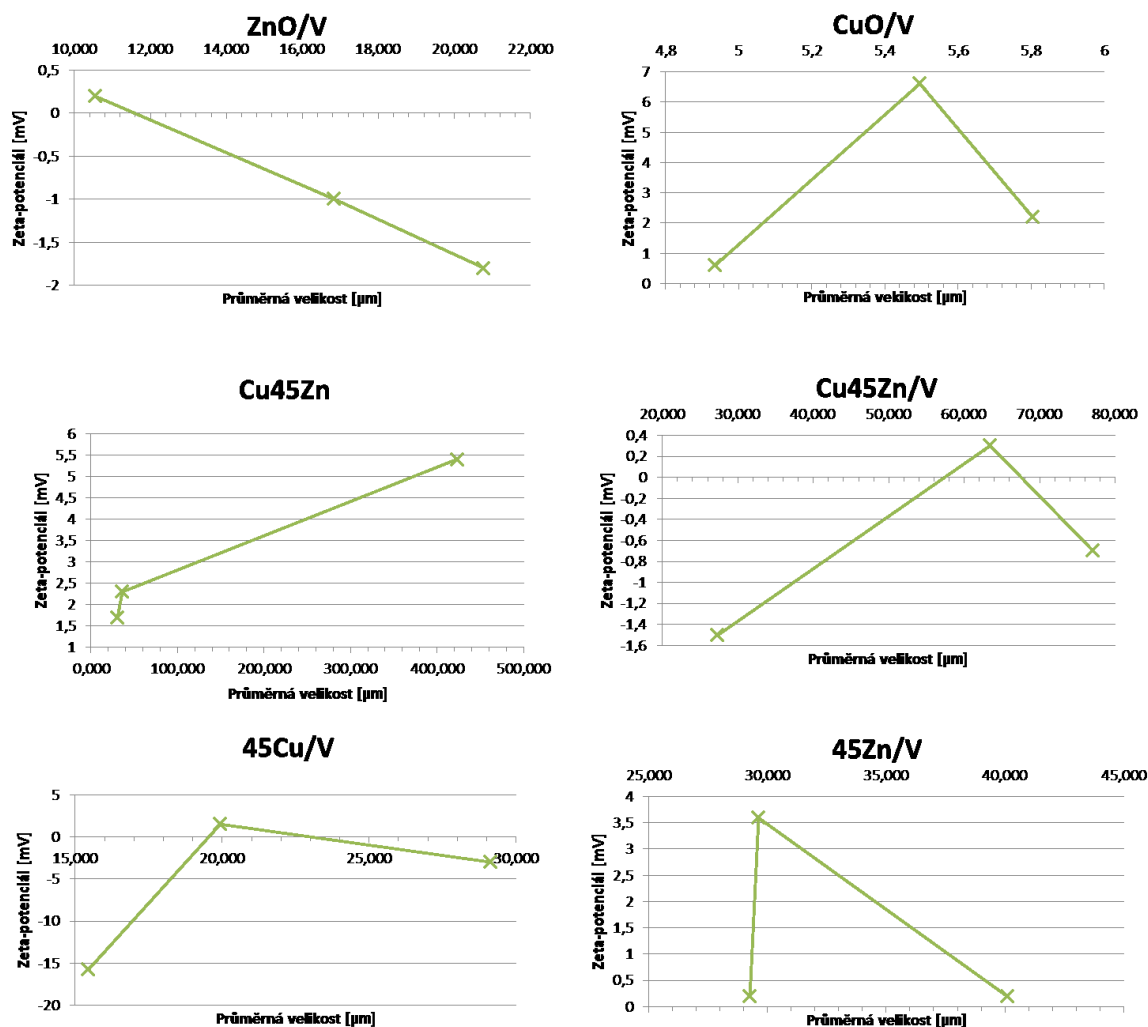 ZnO/V
10,000 12,000 14,000 16,000 18,000 20,000 22,000
0,5
0
-0,5
-1
-1,5
-2
Zeta-potenciál [mV]
Průměrná velikost [µm]
CuO/V
4,8 5 5,2 5,4 5,6 5,8 6
7
6
5
4
3
2
1
0
Zeta-potenciál [mV]
Průměrná vekikost [µm]
Cu45Zn
6
5,5
5
4,5
4
3,5
3
2,5
2
1,5
1
Zeta-potenciál [mV]
0,000 100,000 200,000 300,000 400,000 500,000
Průměrná velikost [µm]
Cu45Zn/V
20,000 30,000 40,000 50,000 60,000 70,000 80,000
0,4
0,2
0
-0,2
-0,4
-0,6
-0,8
-1
-1,2
-1,4
-1,6
Zeta-potenciál [mV]
Průměrná velikost [µm]
45Cu/V
5
0
-5
-10
-15
-20
Zeta-potenciál [mV]
15,000 20,000 25,000 30,000
Průměrná velikost [µm]
45Zn/V
25,000 30,000 35,000 40,000 45,000
4
3,5
3
2,5
2
1,5
1
0,5
0
Zeta-potenciál [mV]
Průměrná velikost [µm]